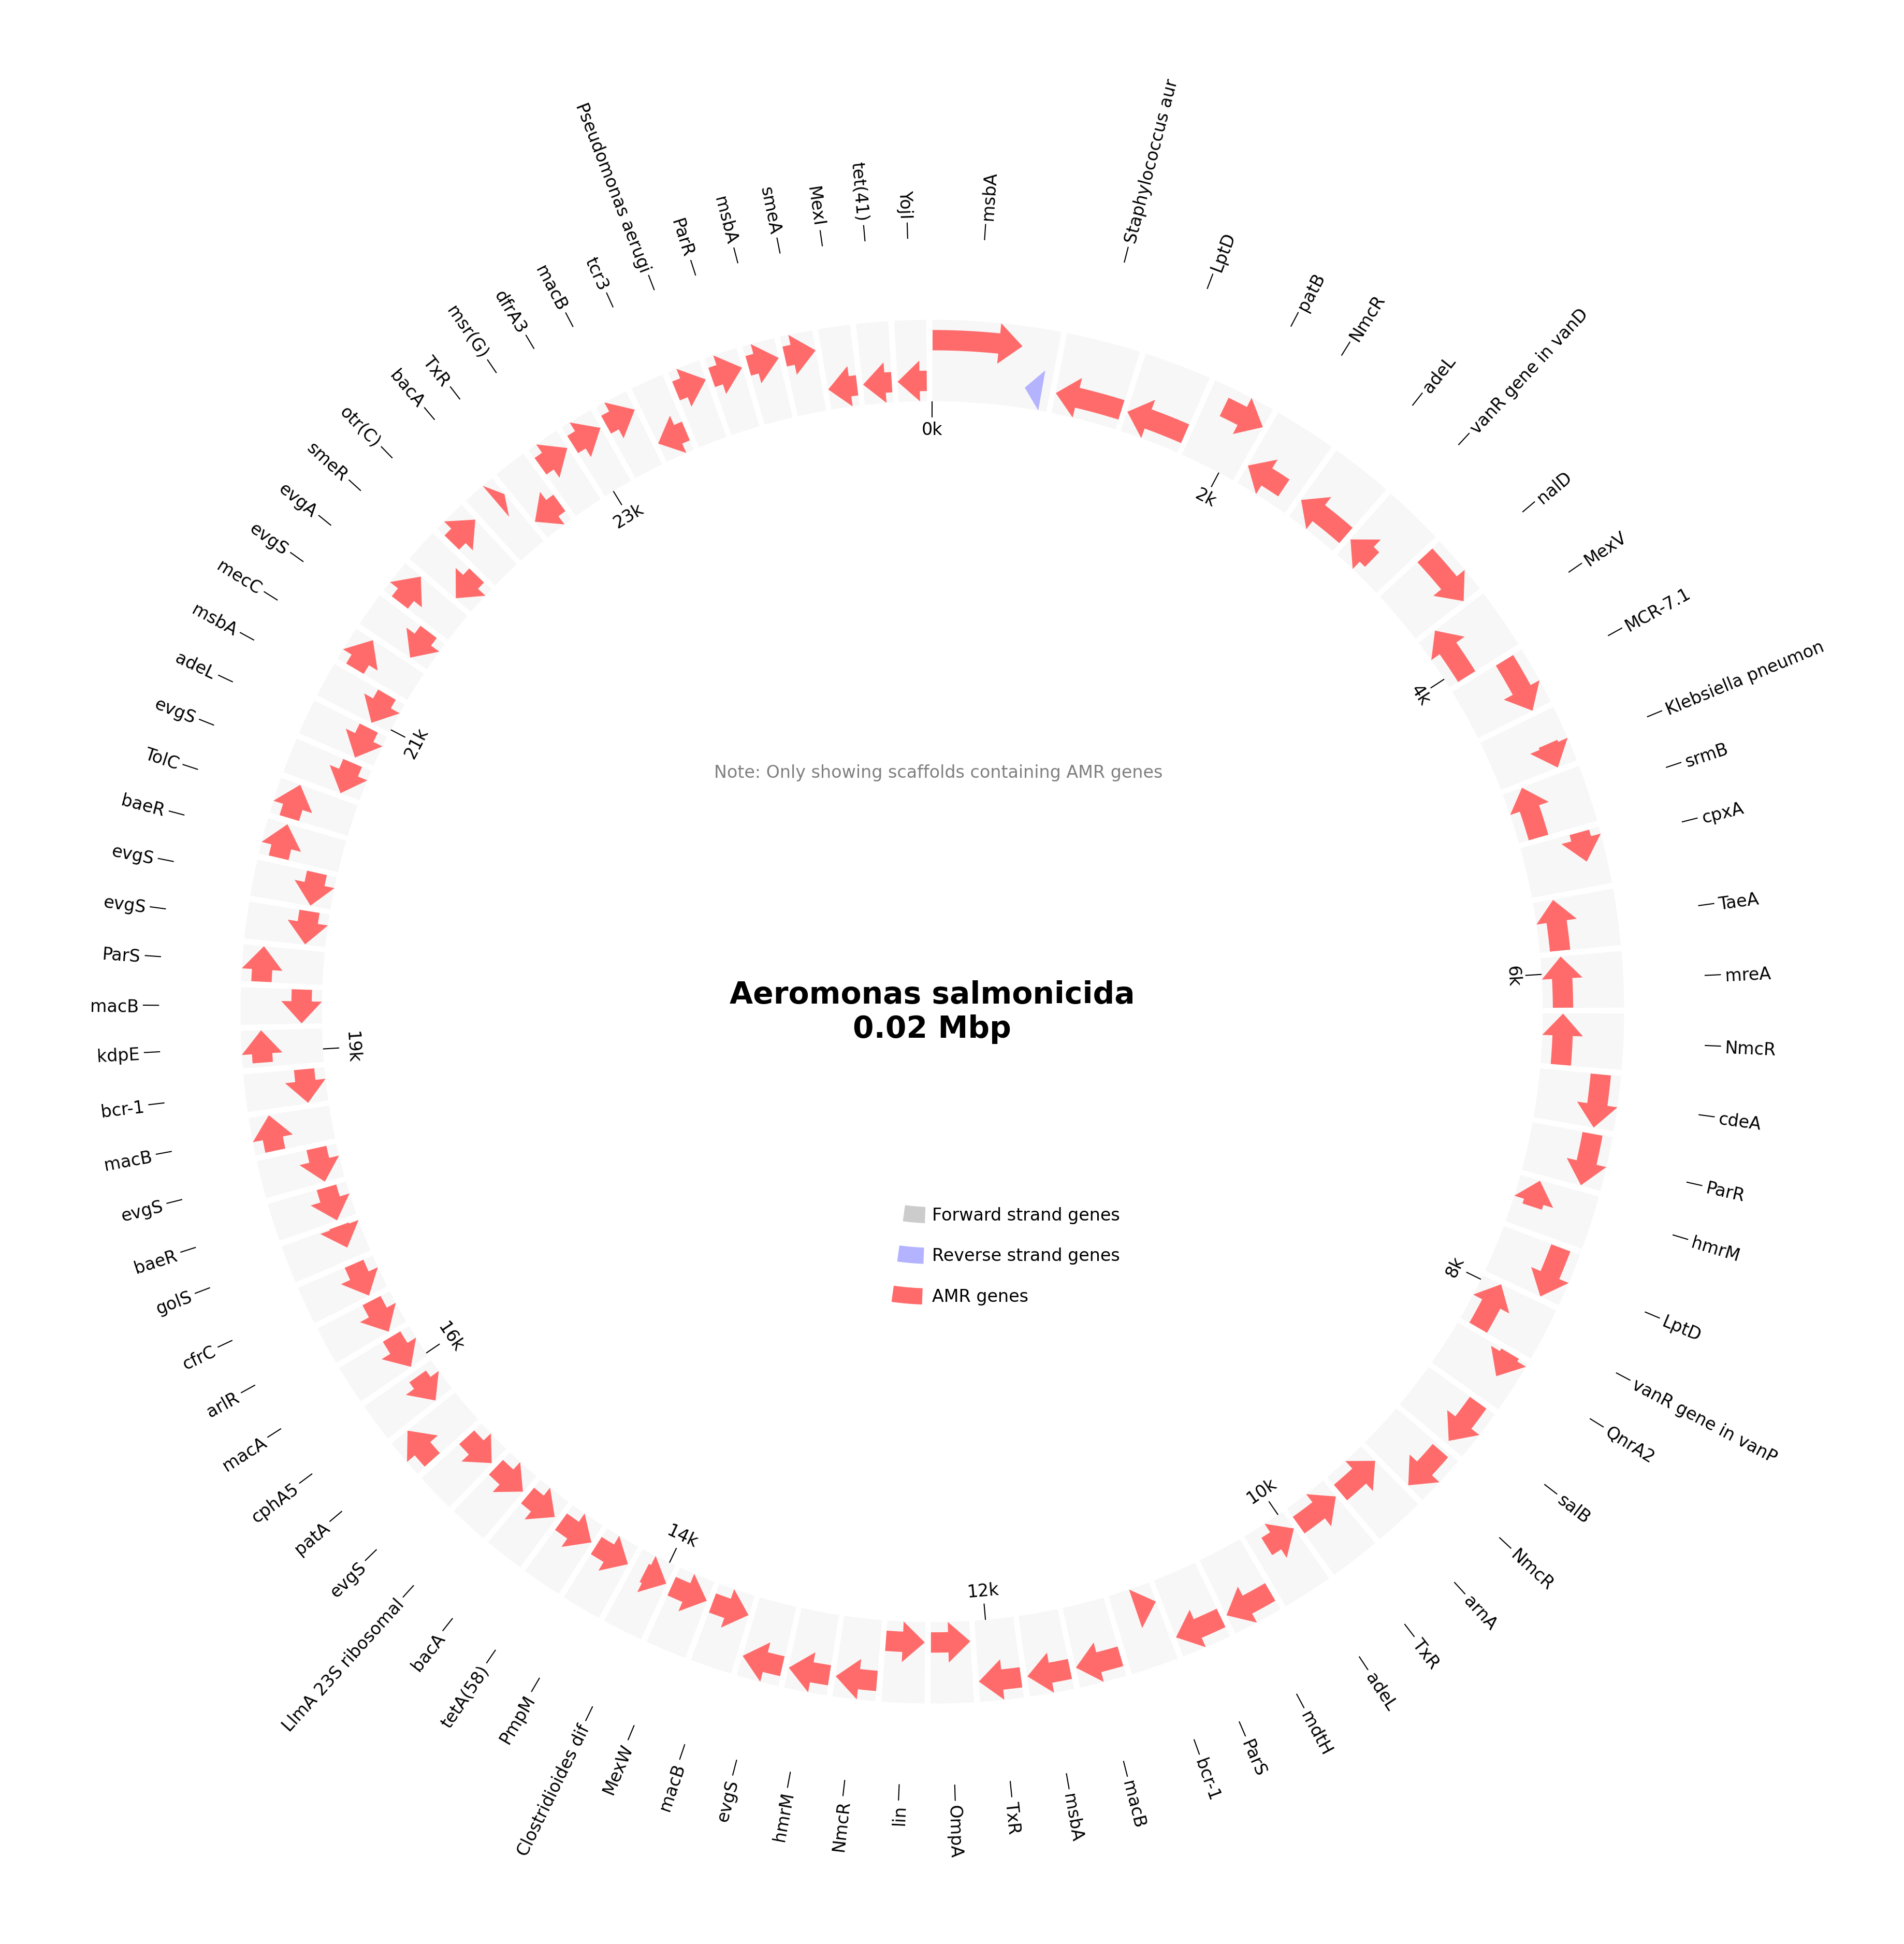 msbA
Staphylococcus aur
LptD
patB
NmcR
adeL
vanR gene in vanD
nalD
MexV
MCR-7.1
Klebsiella pneumon
srmB
cpxA
TaeA
mreA
NmcR
cdeA
ParR
hmrM
LptD
vanR gene in vanP
QnrA2
salB
NmcR
arnA
TxR
adeL
mdtH
ParS
bcr-1
macB
msbA
TxR
OmpA
lin
NmcR
hmrM
evgS
macB
MexW
Clostridioides dif
PmpM
tetA(58)
bacA
LlmA 23S ribosomal
evgS
patA
cphA5
macA
arlR
cfrC
golS
baeR
evgS
macB
bcr-1
kdpE
macB
ParS
evgS
evgS
baeR
TolC
evgS
adeL
msbA
mecC
evgS
evgA
smeR
otr(C)
bacA
TxR
msr(G)
dfrA3
macB
tcr3
Pseudomonas aerugi
ParR
msbA
smeA
MexI
tet(41)
YojI
0k
2k
4k
6k
8k
10k
12k
14k
16k
19k
21k
23k
Note: Only showing scaffolds containing AMR genes
Aeromonas salmonicida
0.02 Mbp
Forward strand genes
Reverse strand genes
AMR genes